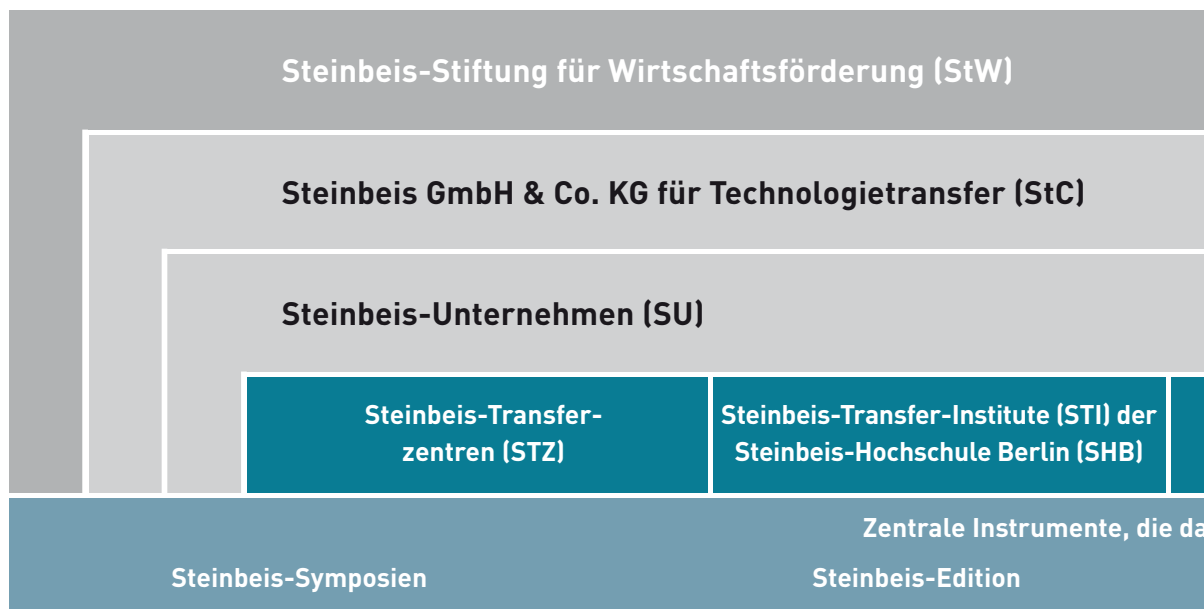 Steinbeis-Stiftung für Wirtschaftsförderung (StW)
Steinbeis GmbH & Co. KG für Technologietransfer (StC)
Steinbeis-Unternehmen (SU)
Steinbeis-Transfer-
zentren (STZ)
Steinbeis-Transfer-Institute (STI) der
Steinbeis-Hochschule Berlin (SHB)
Zentrale Instrumente, die
Steinbeis-Symposien
Steinbeis-Edition